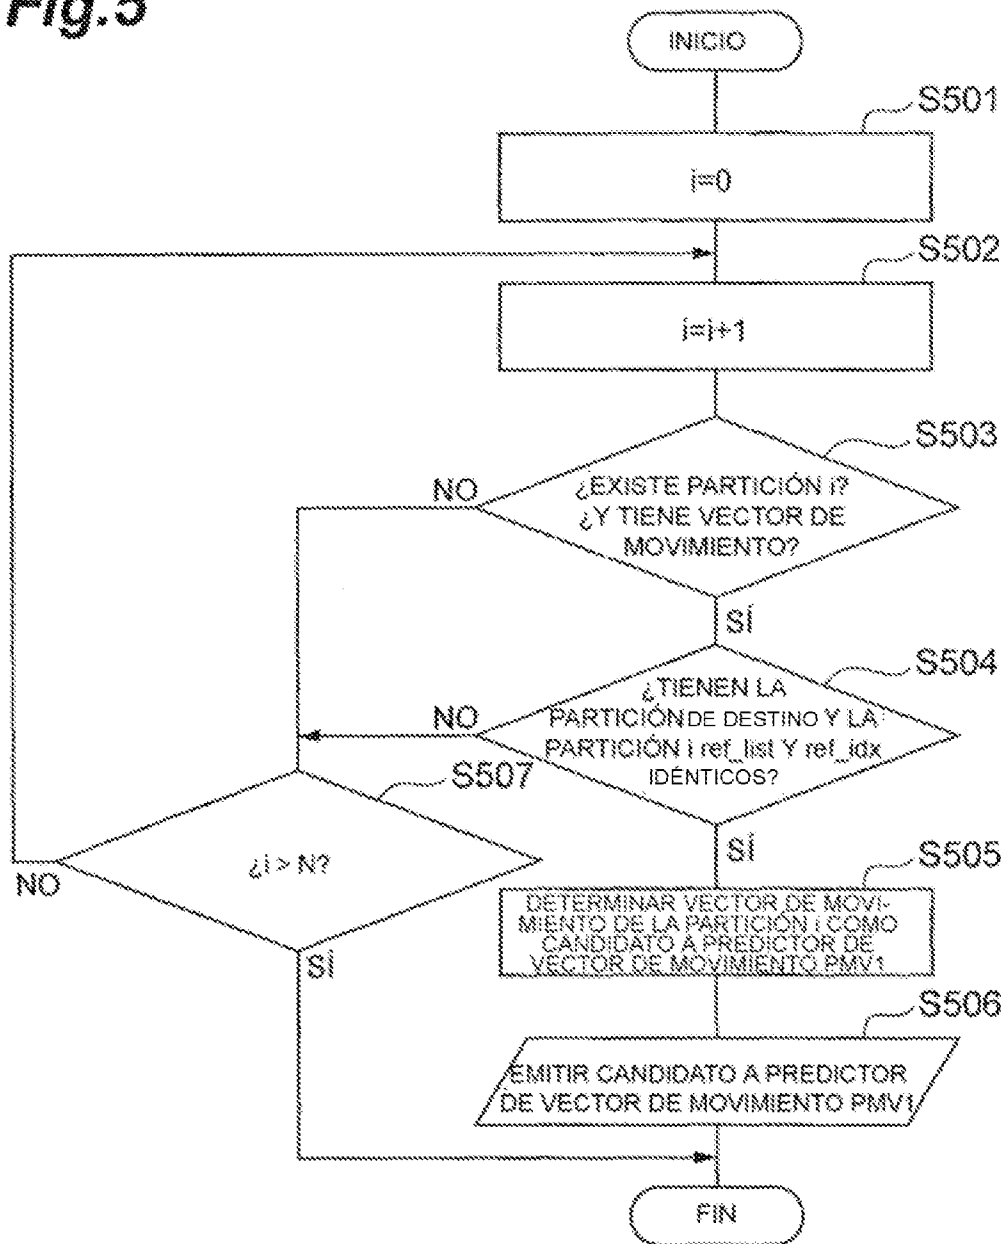 Fig.5
INICIO
S501
i=0
S502
i=i+1
S503
¿EXISTE PARTICIÓN i?
¿Y TIENE VECTOR DE
MOVIMIENTO?
NO
SÍ
S504
¿TIENEN LA
PARTICIÓN DE DESTINO Y LA
PARTICIÓN i ref_list Y ref_idx
IDÉNTICOS?
NO
SÍ
S507
¿i > N?
NO
SÍ
S505
DETERMINAR VECTOR DE MOVI-
MIENTO DE LA PARTICIÓN i COMO
CANDIDATO A PREDICTOR DE
VECTOR DE MOVIMIENTO PMV1
S506
EMITIR CANDIDATO A PREDICTOR
DE VECTOR DE MOVIMIENTO PMV1
FIN